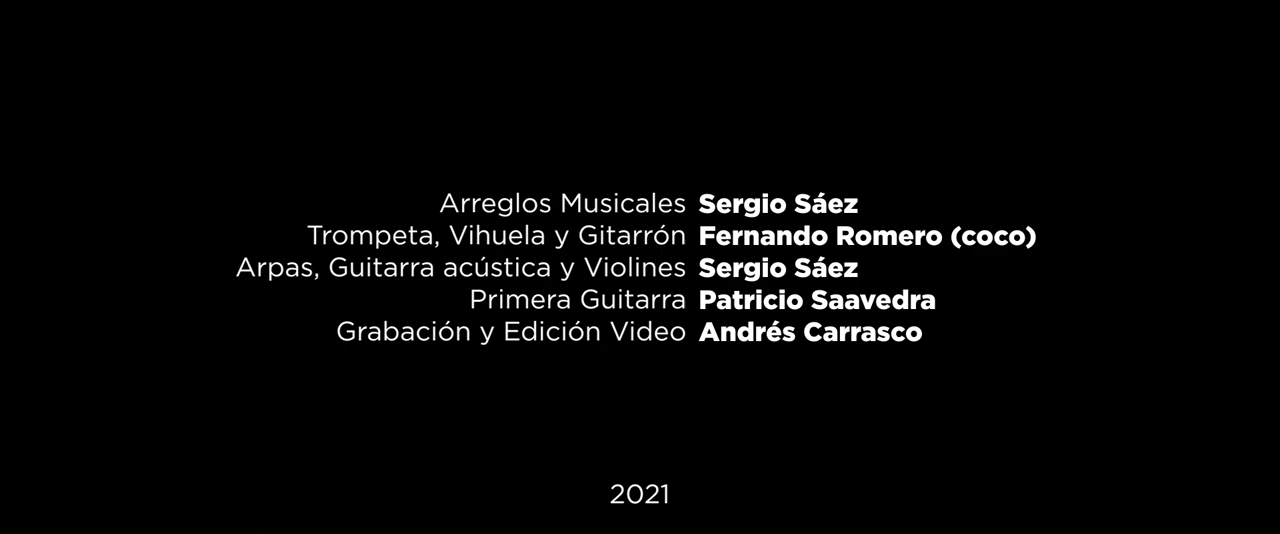 Arreglos Musicales Sergio Sáez
Trompeta, Vihuela y Gitarrón Fernando Romero (coco)
Arpas, Guitarra acústica y Violines Sergio Sáez
Primera Guitarra Patricio Saavedra
Grabación y Edición Video Andrés Carrasco
2021